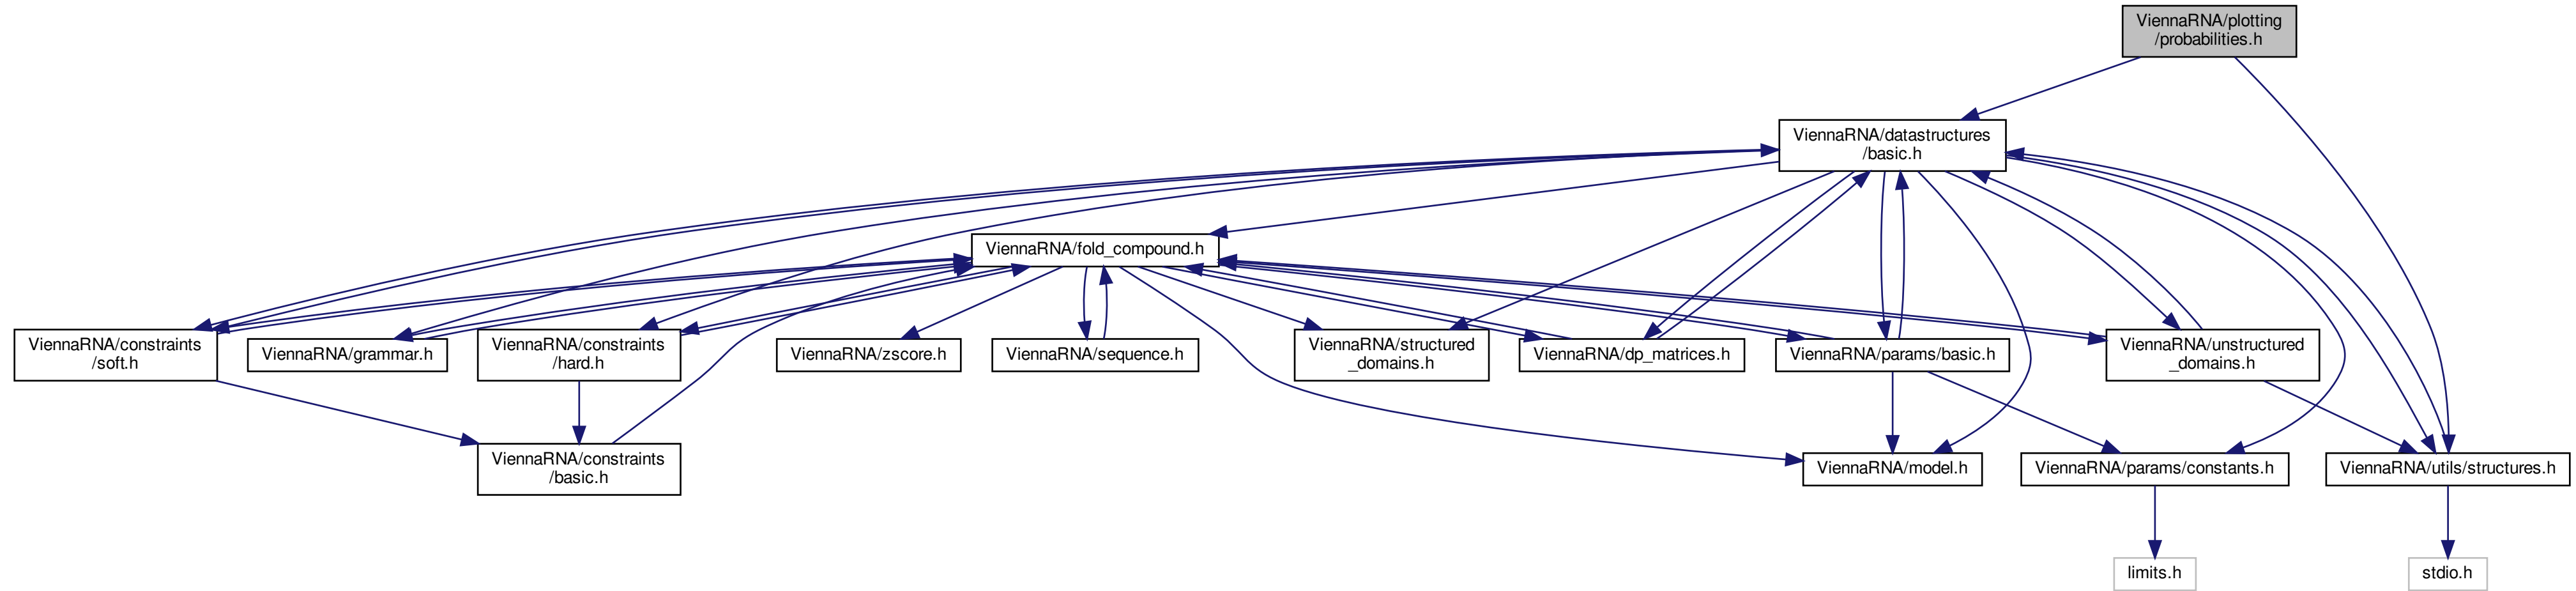 ViennaRNA/plotting
/probabilities.h
ViennaRNA/datastructures
/basic.h
ViennaRNA/fold_compound.h
ViennaRNA/constraints
/soft.h
ViennaRNA/grammar.h
ViennaRNA/constraints
/hard.h
ViennaRNA/zscore.h
ViennaRNA/sequence.h
ViennaRNA/structured
_domains.h
ViennaRNA/dp_matrices.h
ViennaRNA/params/basic.h
ViennaRNA/unstructured
_domains.h
ViennaRNA/constraints
/basic.h
ViennaRNA/model.h
ViennaRNA/params/constants.h
ViennaRNA/utils/structures.h
limits.h
stdio.h